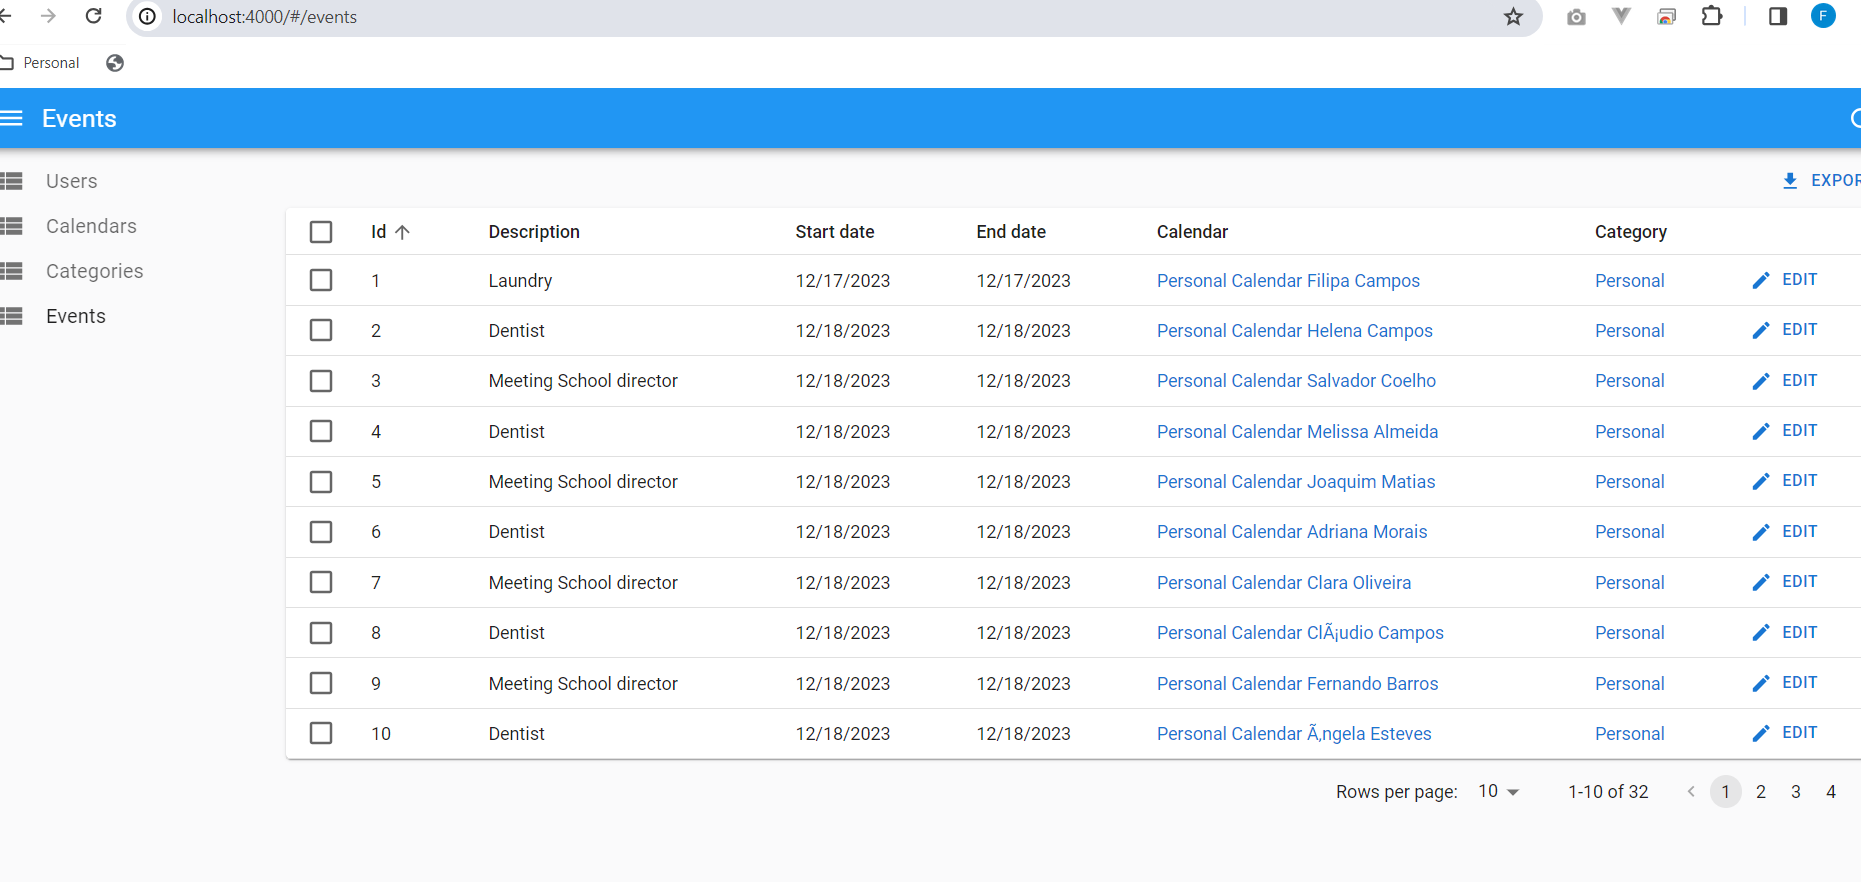 localhost:4000/#/events
F
Personal
Events
Users
Calendars
Categories
Events
EXPOR
Id Description Start date End date Calendar Category
1 Laundry 12/17/2023 12/17/2023 Personal Calendar Filipa Campos Personal EDIT
2 Dentist 12/18/2023 12/18/2023 Personal Calendar Helena Campos Personal EDIT
3 Meeting School director 12/18/2023 12/18/2023 Personal Calendar Salvador Coelho Personal EDIT
4 Dentist 12/18/2023 12/18/2023 Personal Calendar Melissa Almeida Personal EDIT
5 Meeting School director 12/18/2023 12/18/2023 Personal Calendar Joaquim Matias Personal EDIT
6 Dentist 12/18/2023 12/18/2023 Personal Calendar Adriana Morais Personal EDIT
7 Meeting School director 12/18/2023 12/18/2023 Personal Calendar Clara Oliveira Personal EDIT
8 Dentist 12/18/2023 12/18/2023 Personal Calendar ClÃ¡udio Campos Personal EDIT
9 Meeting School director 12/18/2023 12/18/2023 Personal Calendar Fernando Barros Personal EDIT
10 Dentist 12/18/2023 12/18/2023 Personal Calendar Ã‚ngela Esteves Personal EDIT
Rows per page: 10 1-10 of 32 1 2 3 4